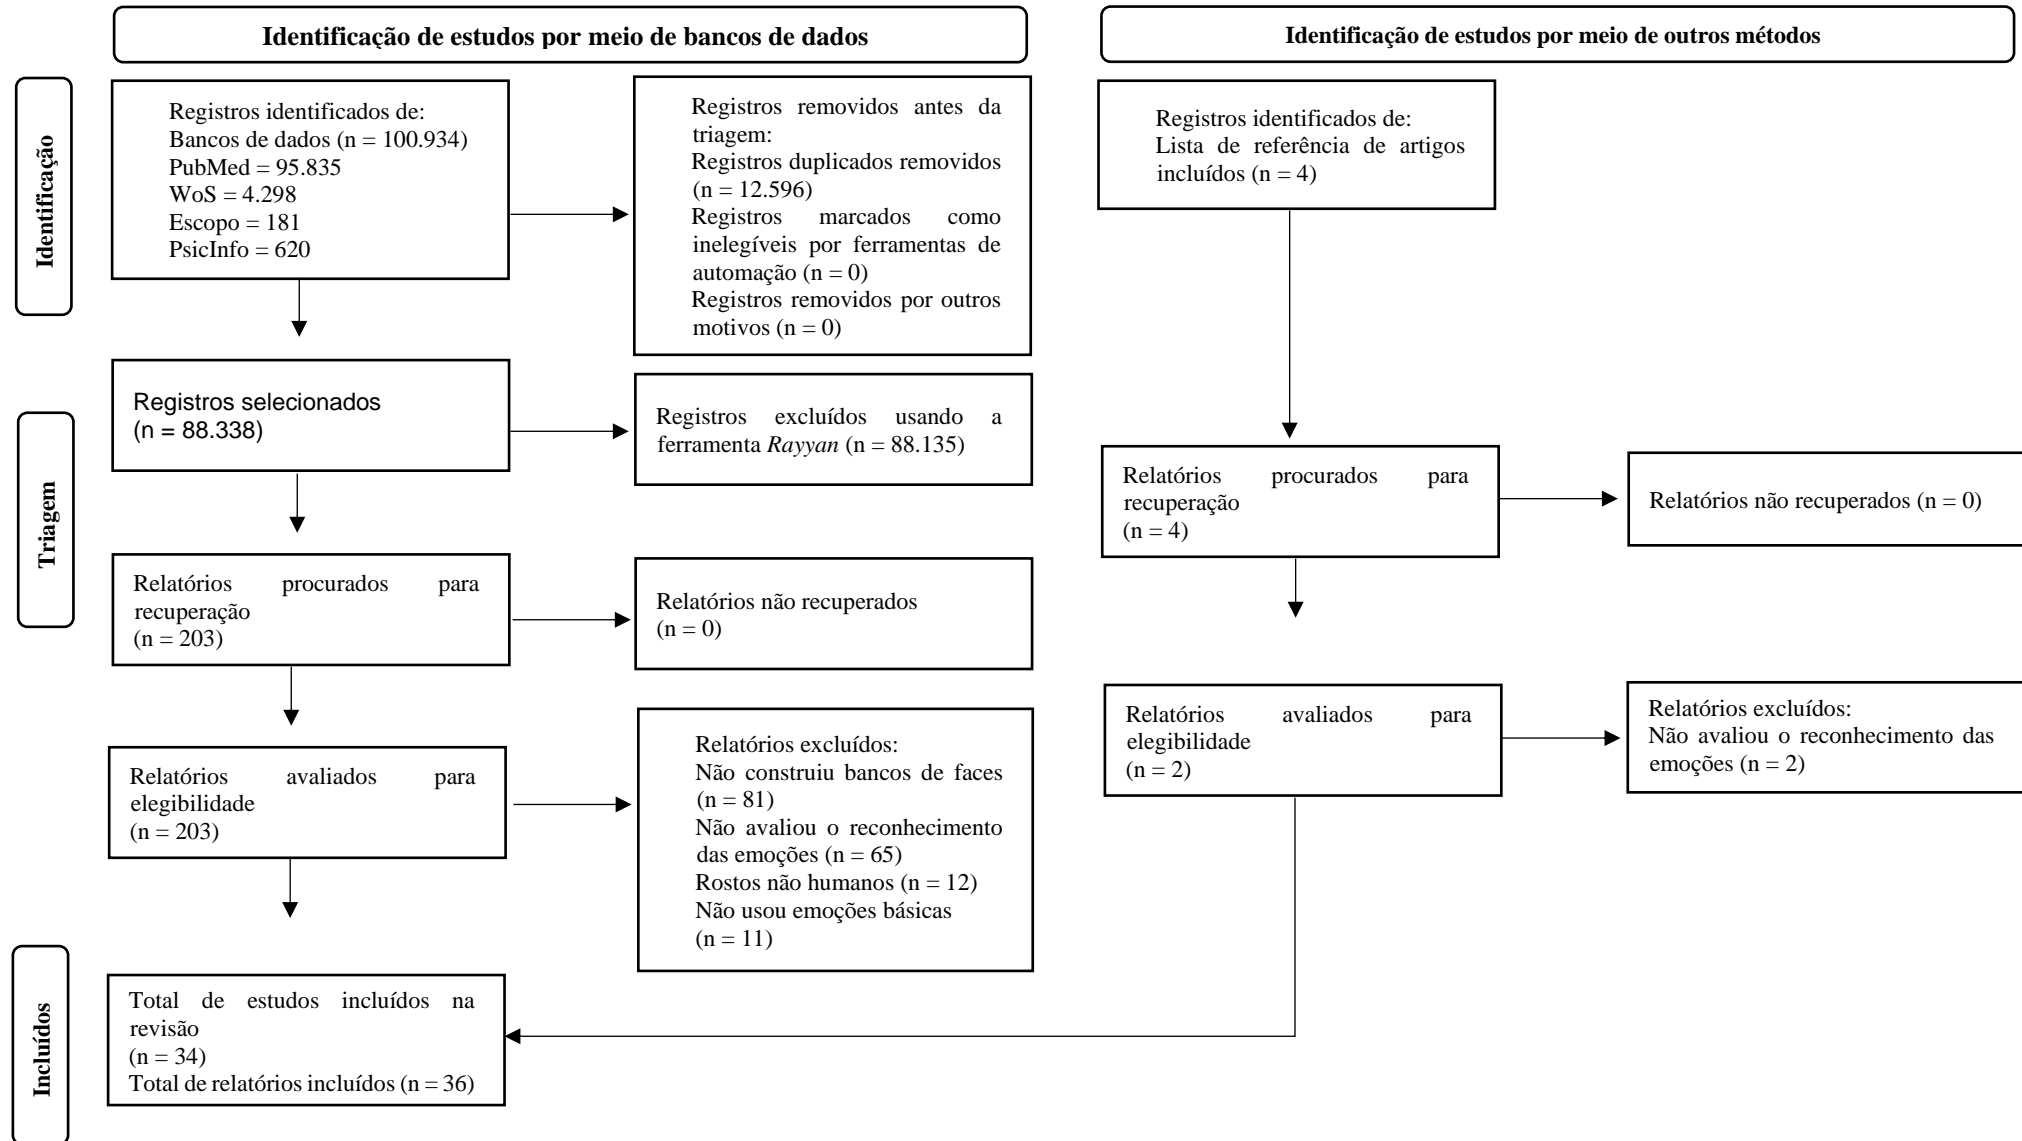 Identificação de estudos por meio de bancos de dados
Identificação de estudos por meio de outros métodos
Identificação
Registros identificados de:
Bancos de dados (n = 100.934)
PubMed = 95.835
WoS = 4.298
Escopo = 181
PsicInfo = 620
Registros removidos antes da
triagem:
Registros duplicados removidos
(n = 12.596)
Registros marcados como
inelegíveis por ferramentas de
automação (n = 0)
Registros removidos por outros
motivos (n = 0)
Registros identificados de:
Lista de referência de artigos
incluídos (n = 4)
Triagem
Registros selecionados
(n = 88.338)
Registros excluídos usando a
ferramenta Rayyan (n = 88.135)
Relatórios procurados para
recuperação
(n = 4)
Relatórios não recuperados (n = 0)
Relatórios procurados para
recuperação
(n = 203)
Relatórios não recuperados
(n = 0)
Relatórios avaliados para
elegibilidade
(n = 2)
Relatórios excluídos:
Não avaliou o reconhecimento das
emoções (n = 2)
Relatórios avaliados para
elegibilidade
(n = 203)
Relatórios excluídos:
Não construiu bancos de faces
(n = 81)
Não avaliou o reconhecimento
das emoções (n = 65)
Rostos não humanos (n = 12)
Não usou emoções básicas
(n = 11)
Incluídos
Total de estudos incluídos na
revisão
(n = 34)
Total de relatórios incluídos (n = 36)